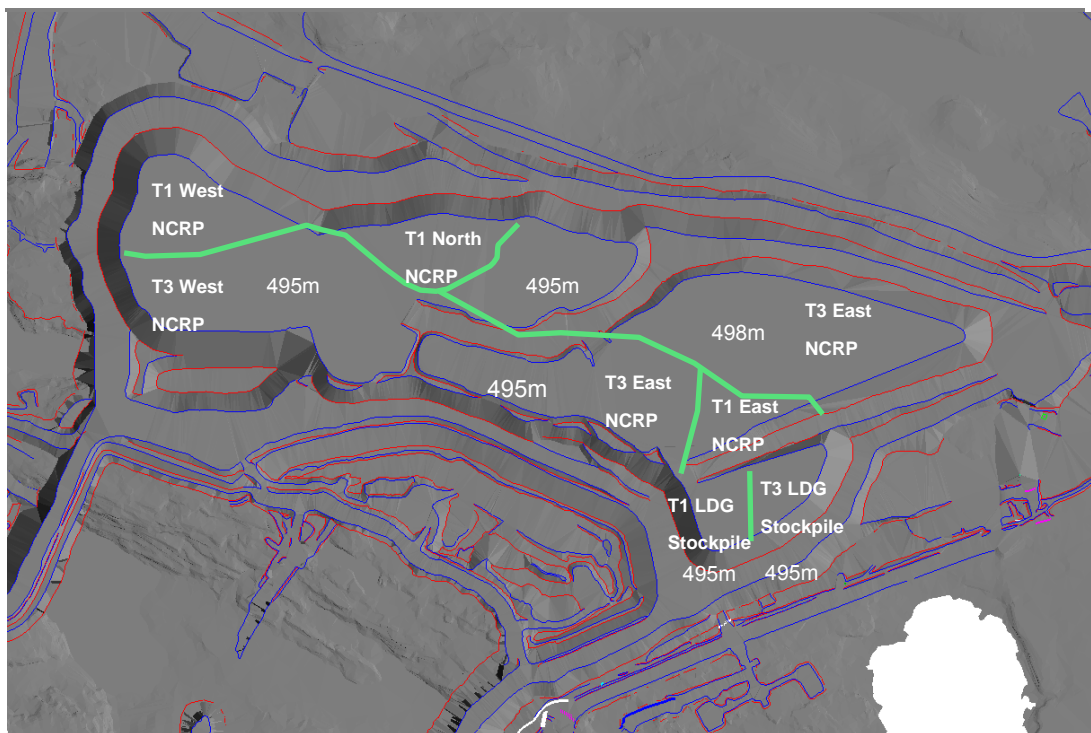 T1 West
NCRP
T3 West
NCRP
495m
T1 North
NCRP
495m
T3 East
NCRP
498m
495m
T3 East
NCRP
T1 East
NCRP
T1 LDG
Stockpile
T3 LDG
Stockpile
495m
495m